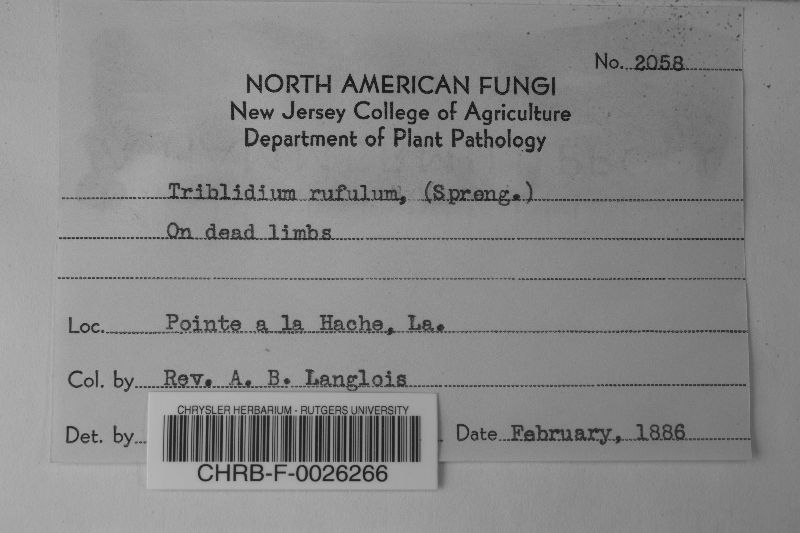 No. 2058
NORTH AMERICAN FUNGI
New Jersey College of Agriculture
Department of Plant Pathology
Triblidium rufulum, (Spreng.)
On dead limbs
Loc. Pointe a la Hache, La.
Col. by Rev. A. B. Langlois
Det. by
Date February, 1886
CHRYSLER HERBARIUM - RUTGERS UNIVERSITY
CHRB-F-0026266